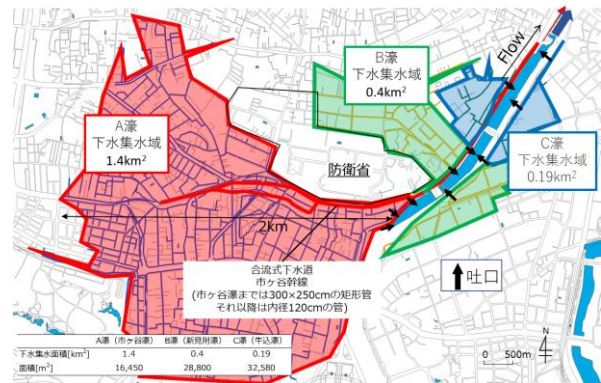 Flow
B濠
下水集水域
0.4km²
A濠
下水集水域
1.4km²
C濠
下水集水域
0.19km²
防衛省
2km
合流式下水道
市ヶ谷幹線
(市ヶ谷濠までは300×250cmの矩形管
それ以降は内径120cmの管)
吐口
A濠（市ヶ谷濠） B濠（新見附濠） C濠（牛込濠）
下水集水面積[km²] 1.4 0.4 0.19
面積[m²] 16,450 28,800 32,580
N
0 500m